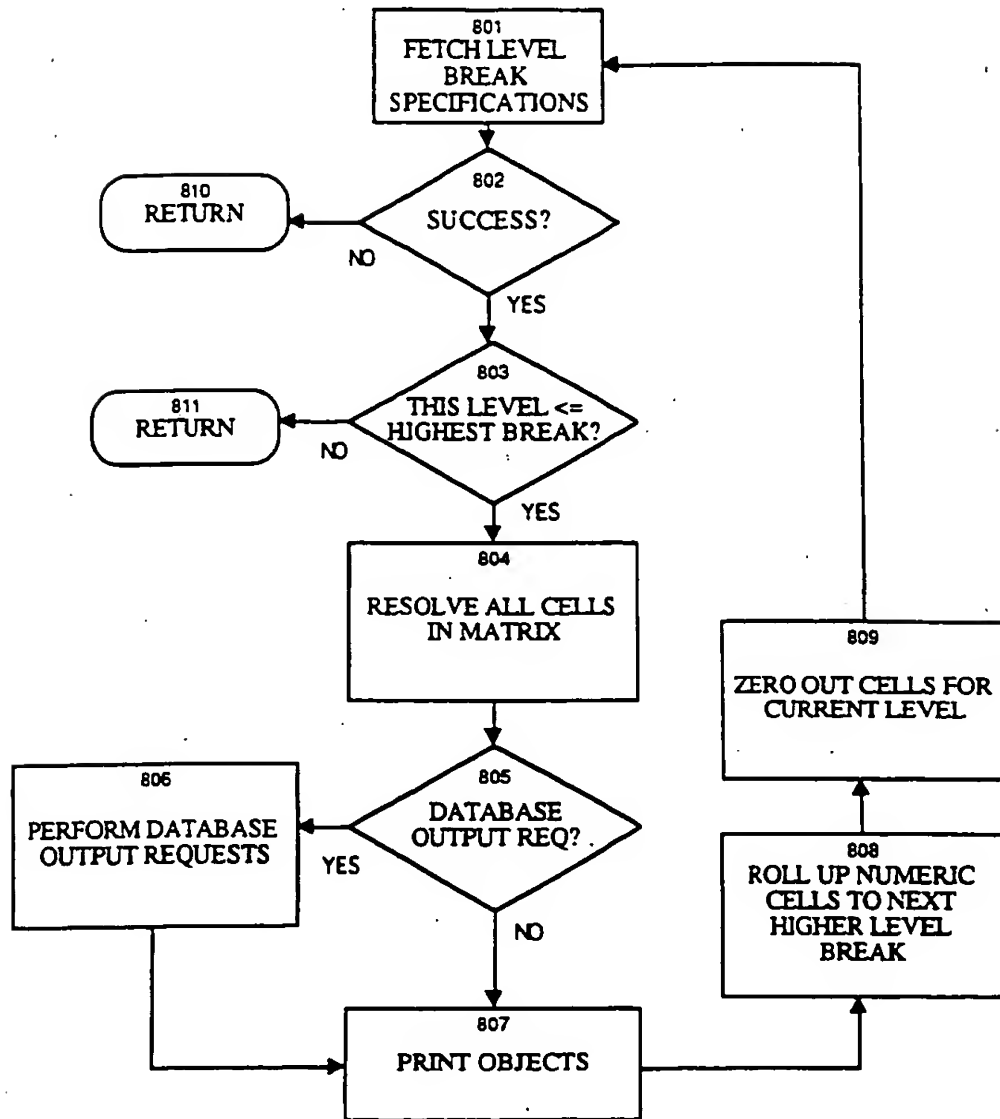 801
FETCH LEVEL
BREAK
SPECIFICATIONS
802
SUCCESS?
810
RETURN
NO
YES
803
THIS LEVEL <=
HIGHEST BREAK?
811
RETURN
NO
YES
804
RESOLVE ALL CELLS
IN MATRIX
805
DATABASE
OUTPUT REQ?
806
PERFORM DATABASE
OUTPUT REQUESTS
YES
NO
807
PRINT OBJECTS
808
ROLL UP NUMERIC
CELLS TO NEXT
HIGHER LEVEL
BREAK
809
ZERO OUT CELLS FOR
CURRENT LEVEL